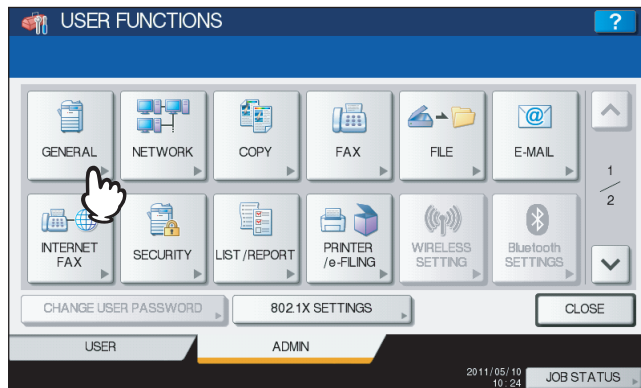 USER FUNCTIONS
?
GENERAL
NETWORK
COPY
FAX
FILE
E-MAIL
1
2
INTERNET
FAX
SECURITY
LIST/REPORT
PRINTER
/e-FILING
WIRELESS
SETTING
Bluetooth
SETTINGS
CHANGE USER PASSWORD
802.1X SETTINGS
CLOSE
USER
ADMIN
2011/05/10
10:24
JOB STATUS